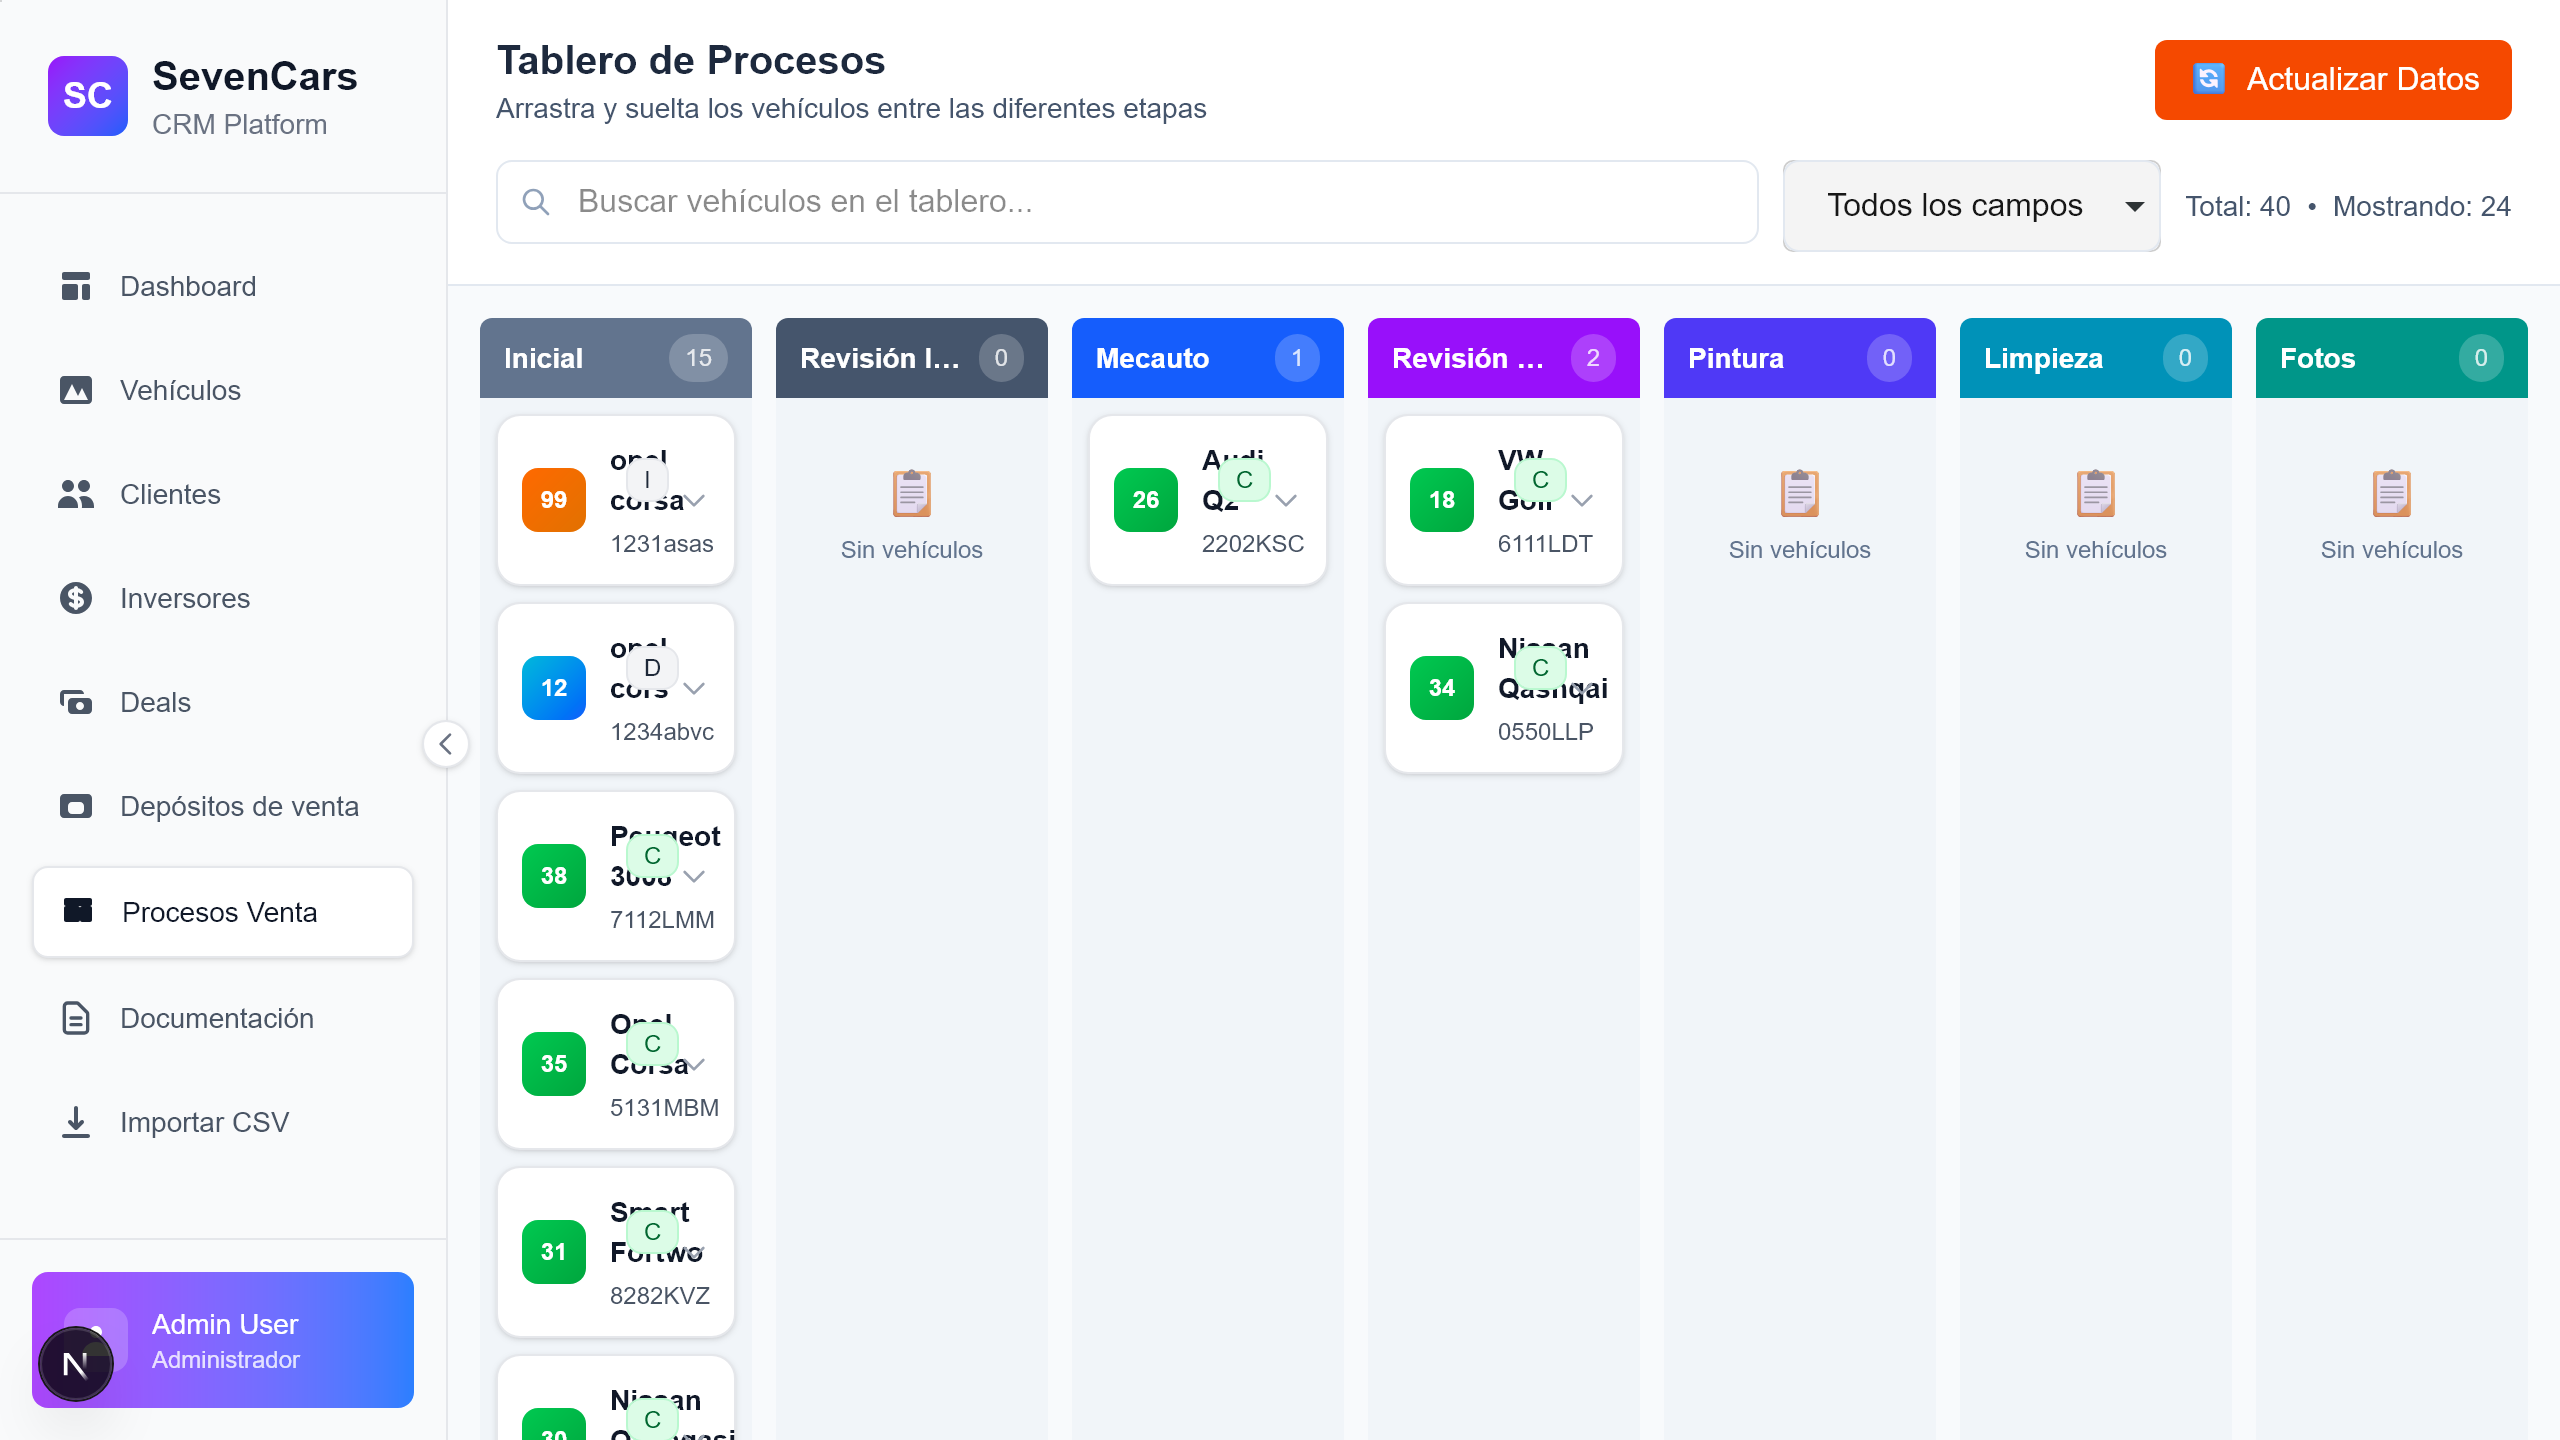 SC
SevenCars
CRM Platform
Dashboard
Vehículos
Clientes
Inversores
Deals
Depósitos de venta
Procesos Venta
Documentación
Importar CSV
Admin User
Administrador
N
Tablero de Procesos
Arrastra y suelta los vehículos entre las diferentes etapas
Actualizar Datos
Buscar vehículos en el tablero...
Todos los campos
Total: 40 • Mostrando: 24
Inicial 15
99
opel
I
corsa
1231asas
12
opel
D
cors
1234abvc
38
Peugeot
C
3008
7112LMM
35
Opel
C
Corsa
5131MBM
31
Smart
C
Fortwo
8282KVZ
30
Nissan
C
Revisión I... 0
Sin vehículos
Mecauto 1
26
Audi
C
Q2
2202KSC
Revisión ... 2
18
VW
C
Golf
6111LDT
34
Nissan
C
Qashqai
0550LLP
Pintura 0
Sin vehículos
Limpieza 0
Sin vehículos
Fotos 0
Sin vehículos